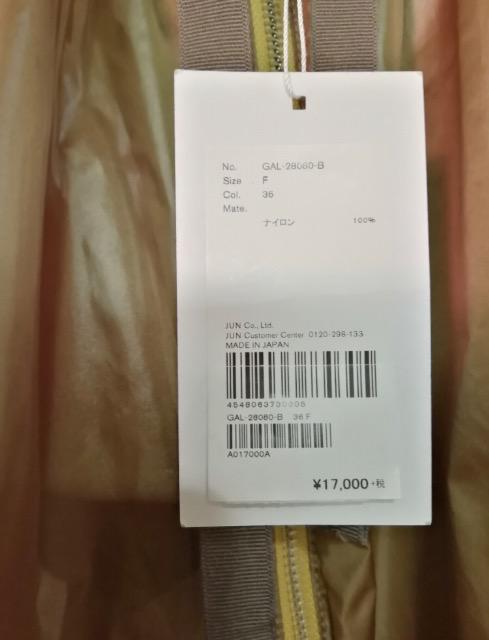 No. GAL-28060-B
Size . F
Col. 36
Mate.
ナイロン 100%
JUN Co., Ltd.
JUN Customer Center 0120-298-133
MADE IN JAPAN
GAL-28060-B 36 F
A017000A
¥17,000+税